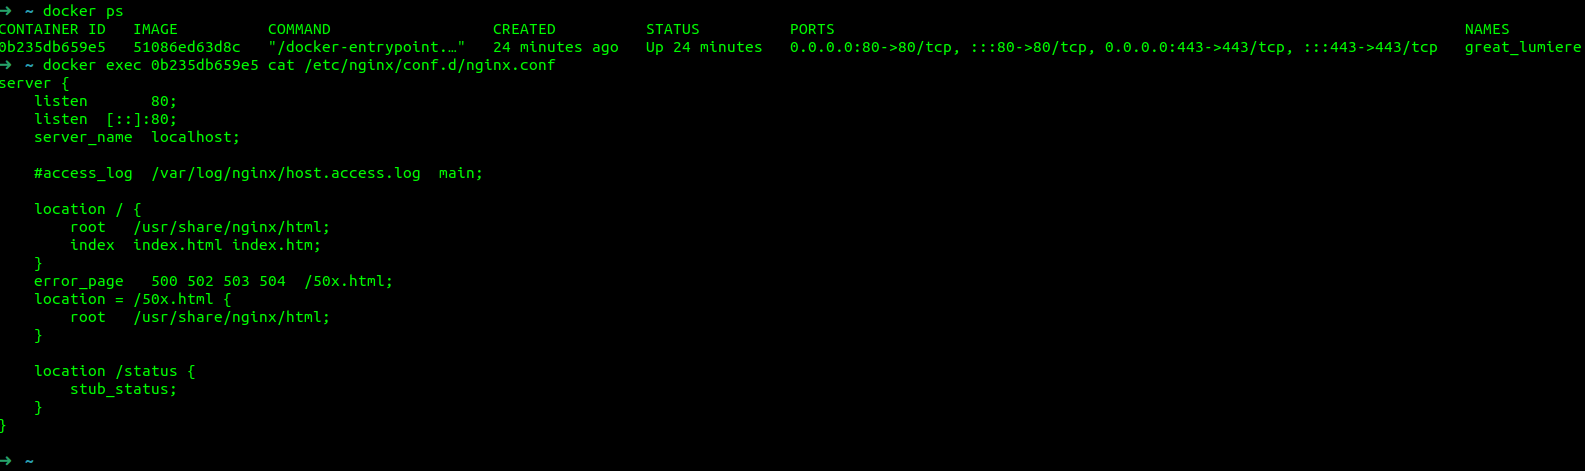 → ~ docker ps
CONTAINER ID   IMAGE          COMMAND                  CREATED          STATUS          PORTS                                                                      NAMES
0b235db659e5   51086ed63d8c   "/docker-entrypoint.…"   24 minutes ago   Up 24 minutes   0.0.0.0:80->80/tcp, :::80->80/tcp, 0.0.0.0:443->443/tcp, :::443->443/tcp   great_lumiere
→ ~ docker exec 0b235db659e5 cat /etc/nginx/conf.d/nginx.conf
server {
    listen       80;
    listen  [::]:80;
    server_name  localhost;

    #access_log  /var/log/nginx/host.access.log  main;

    location / {
        root   /usr/share/nginx/html;
        index  index.html index.htm;
    }
    error_page   500 502 503 504  /50x.html;
    location = /50x.html {
        root   /usr/share/nginx/html;
    }

    location /status {
        stub_status;
    }
}

→ ~